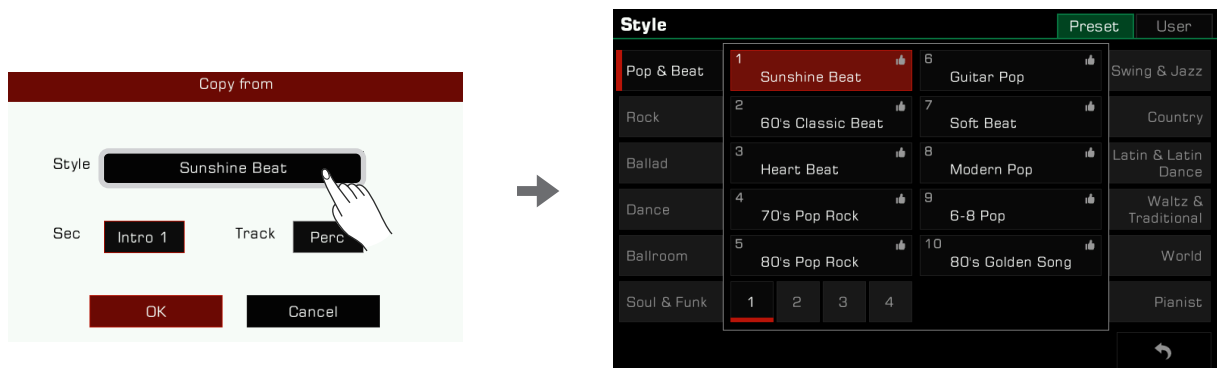 Copy from
Style Sunshine Beat
Sec Intro 1 Track Perc
OK Cancel
Style Preset User
Pop & Beat
Rock
Ballad
Dance
Ballroom
Soul & Funk
1 Sunshine Beat
2 60's Classic Beat
3 Heart Beat
4 70's Pop Rock
5 80's Pop Rock
6 Guitar Pop
7 Soft Beat
8 Modern Pop
9 6-8 Pop
10 80's Golden Song
1 2 3 4
Swing & Jazz
Country
Latin & Latin
Dance
Waltz &
Traditional
World
Pianist